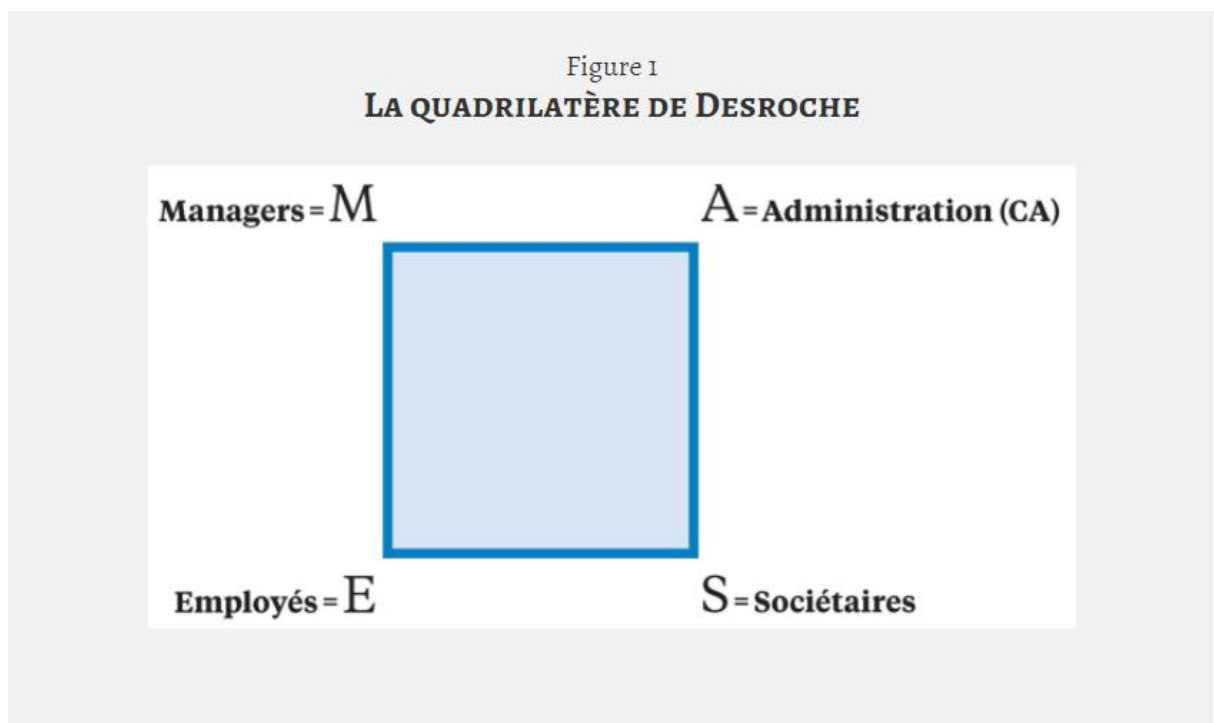 Figure 1
La quadrilatère de Desroche
Managers = M
A = Administration (CA)
Employés = E
S = Sociétaires